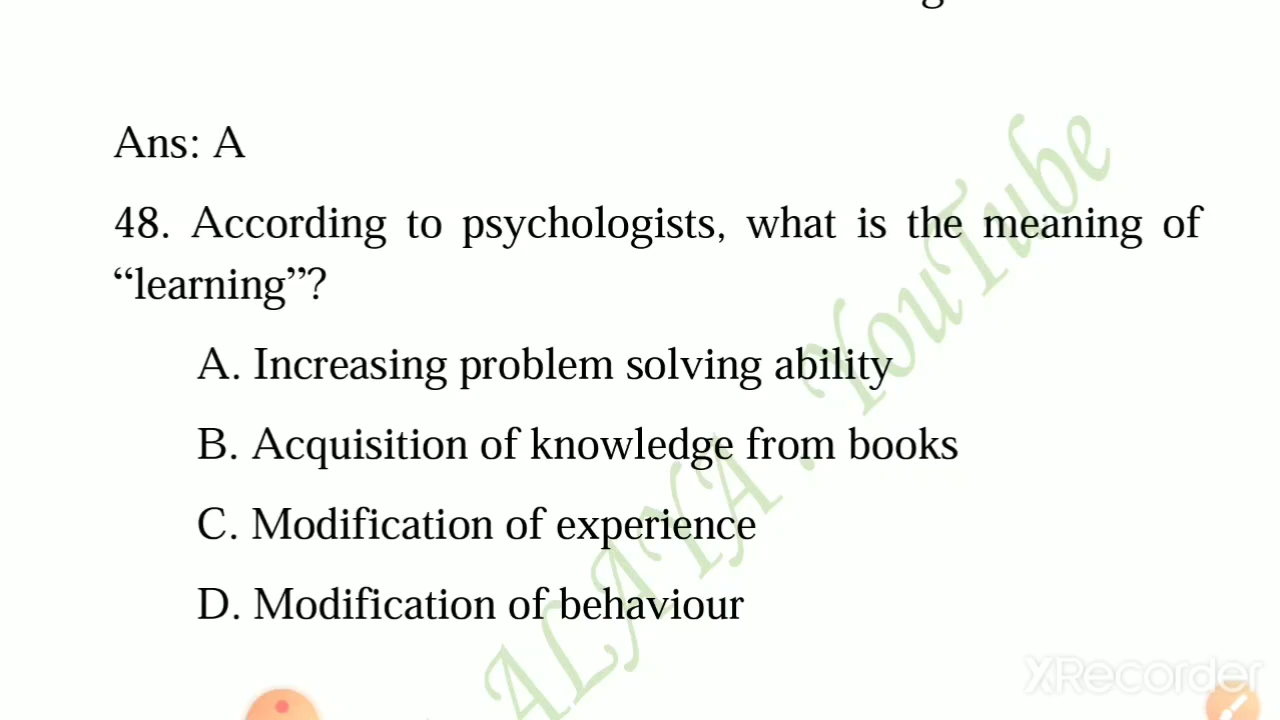 Ans: A
48. According to psychologists, what is the meaning of
“learning”?
A. Increasing problem solving ability
B. Acquisition of knowledge from books
C. Modification of experience
D. Modification of behaviour
ALAYA . YouTube
XRecorder